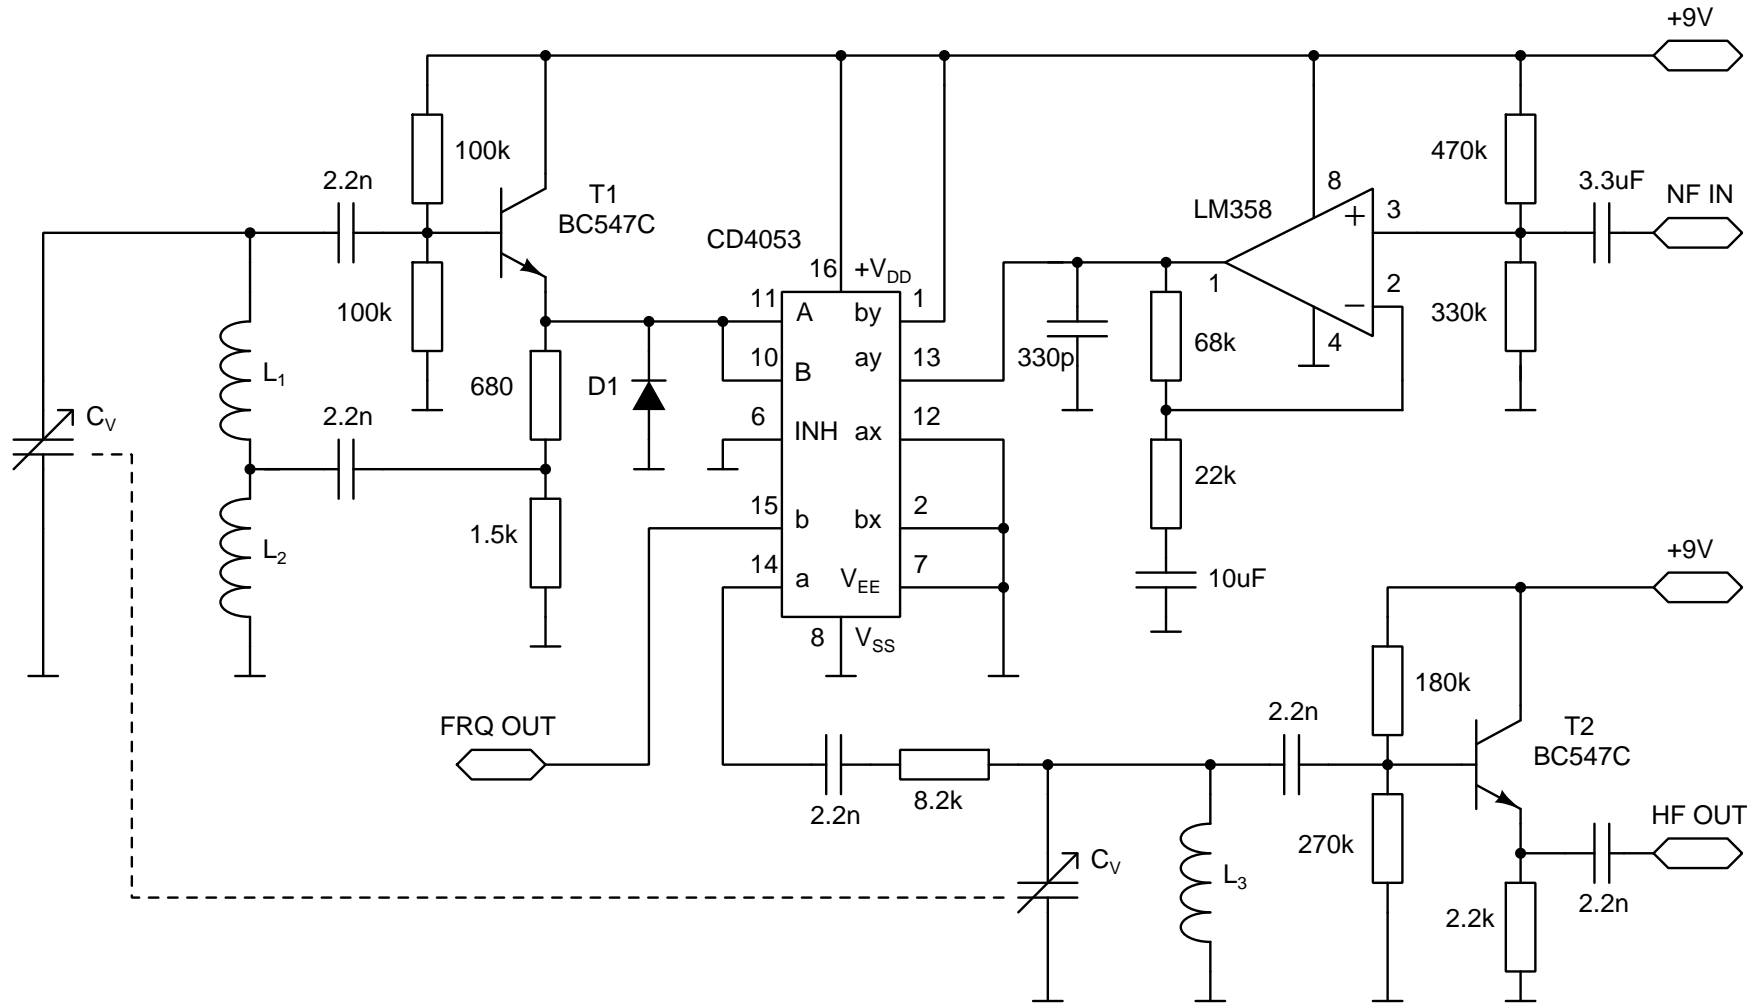 +9V
100k
470k
2.2n
3.3uF
T1
BC547C
LM358
8
+
3
NF IN
CD4053
16
+VDD
1
2
−
4
100k
11
A
by
1
330k
330p
68k
10
B
ay
13
L1
680
D1
CV
2.2n
6
INH
ax
12
22k
15
b
bx
2
L2
1.5k
14
a
VEE
7
10uF
+9V
8
VSS
180k
FRQ OUT
2.2n
T2
BC547C
2.2n
8.2k
270k
HF OUT
CV
L3
2.2k
2.2n